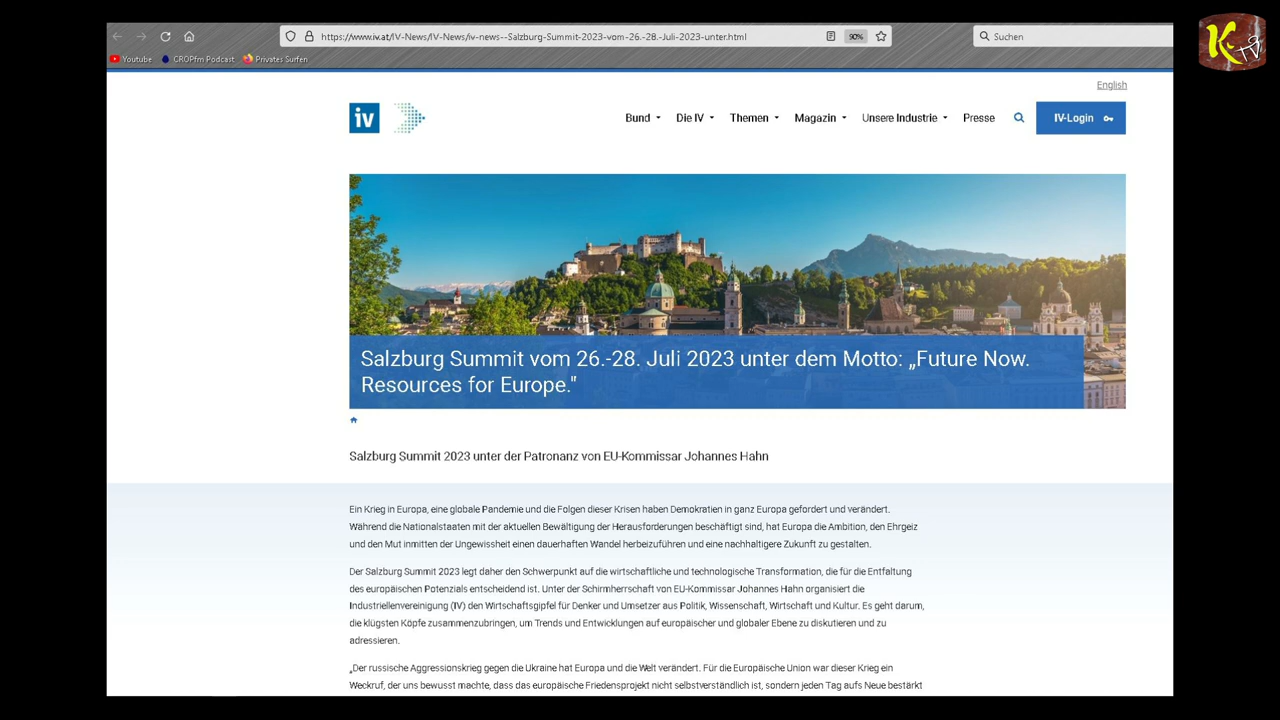 https://www.iv.at/IV-News/IV-News/iv-news--Salzburg-Summit-2023-vom-26.-28.-Juli-2023-unter.html
90%
Suchen
Youtube
CROPfm Podcast
Privates Surfen
English
iv
Bund
Die IV
Themen
Magazin
Unsere Industrie
Presse
IV-Login
Salzburg Summit vom 26.-28. Juli 2023 unter dem Motto: „Future Now.
Resources for Europe."
Salzburg Summit 2023 unter der Patronanz von EU-Kommissar Johannes Hahn
Ein Krieg in Europa, eine globale Pandemie und die Folgen dieser Krisen haben Demokratien in ganz Europa gefordert und verändert.
Während die Nationalstaaten mit der aktuellen Bewältigung der Herausforderungen beschäftigt sind, hat Europa die Ambition, den Ehrgeiz
und den Mut inmitten der Ungewissheit einen dauerhaften Wandel herbeizuführen und eine nachhaltigere Zukunft zu gestalten.
Der Salzburg Summit 2023 legt daher den Schwerpunkt auf die wirtschaftliche und technologische Transformation, die für die Entfaltung
des europäischen Potenzials entscheidend ist. Unter der Schirmherrschaft von EU-Kommissar Johannes Hahn organisiert die
Industriellenvereinigung (IV) den Wirtschaftsgipfel für Denker und Umsetzer aus Politik, Wissenschaft, Wirtschaft und Kultur. Es geht darum,
die klügsten Köpfe zusammenzubringen, um Trends und Entwicklungen auf europäischer und globaler Ebene zu diskutieren und zu
adressieren.
„Der russische Aggressionskrieg gegen die Ukraine hat Europa und die Welt verändert. Für die Europäische Union war dieser Krieg ein
Weckruf, der uns bewusst machte, dass das europäische Friedensprojekt nicht selbstverständlich ist, sondern jeden Tag aufs Neue bestärkt